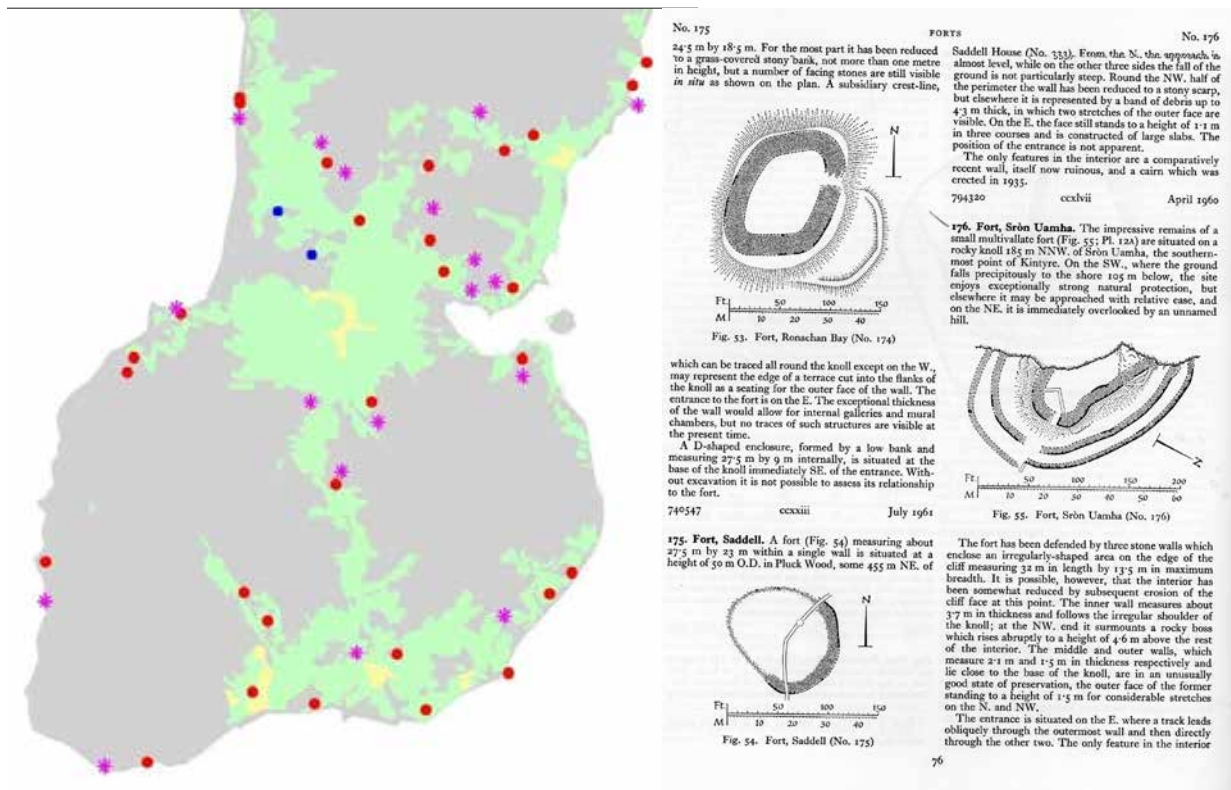 No. 175
FORTS
No. 176
24·5 m by 18·5 m. For the most part it has been reduced
to a grass-covered stony bank, not more than one metre
in height, but a number of facing stones are still visible
in situ as shown on the plan. A subsidiary crest-line,
N
Ft.
50
100
150
M
10
20
30
40
Fig. 53. Fort, Ronachan Bay (No. 174)
which can be traced all round the knoll except on the W.,
may represent the edge of a terrace cut into the flanks of
the knoll as a seating for the outer face of the wall. The
entrance to the fort is on the E. The exceptional thickness
of the wall would allow for internal galleries and mural
chambers, but no traces of such structures are visible at
the present time.
A D-shaped enclosure, formed by a low bank and
measuring 27·5 m by 9 m internally, is situated at the
base of the knoll immediately SE. of the entrance. With-
out excavation it is not possible to assess its relationship
to the fort.
740547 ccxxiii July 1961
175. Fort, Saddell. A fort (Fig. 54) measuring about
27·5 m by 23 m within a single wall is situated at a
height of 50 m O.D. in Pluck Wood, some 455 m NE. of
N
Ft.
50
100
150
M
10
20
30
40
Fig. 54. Fort, Saddell (No. 175)
Saddell House (No. 333). From the N. the approach is
almost level, while on the other three sides the fall of the
ground is not particularly steep. Round the NW. half of
the perimeter the wall has been reduced to a stony scarp,
but elsewhere it is represented by a band of debris up to
4·3 m thick, in which two stretches of the outer face are
visible. On the E. the face still stands to a height of 1·1 m
in three courses and is constructed of large slabs. The
position of the entrance is not apparent.
The only features in the interior are a comparatively
recent wall, itself now ruinous, and a cairn which was
erected in 1935.
794320 ccxlvii April 1960
176. Fort, Sròn Uamha. The impressive remains of a
small multivallate fort (Fig. 55; Pl. 12A) are situated on a
rocky knoll 185 m NNW. of Sròn Uamha, the southern-
most point of Kintyre. On the SW., where the ground
falls precipitously to the shore 105 m below, the site
enjoys exceptionally strong natural protection, but
elsewhere it may be approached with relative ease, and
on the NE. it is immediately overlooked by an unnamed
hill.
N
Ft.
50
100
150
200
M
10
20
30
40
50
60
Fig. 55. Fort, Sròn Uamha (No. 176)
The fort has been defended by three stone walls which
enclose an irregularly-shaped area on the edge of the
cliff measuring 32 m in length by 13·5 m in maximum
breadth. It is possible, however, that the interior has
been somewhat reduced by subsequent erosion of the
cliff face at this point. The inner wall measures about
3·7 m in thickness and follows the irregular shoulder of
the knoll; at the NW. end it surmounts a rocky boss
which rises abruptly to a height of 4·6 m above the rest
of the interior. The middle and outer walls, which
measure 2·1 m and 1·5 m in thickness respectively and
lie close to the base of the knoll, are in an unusually
good state of preservation, the outer face of the former
standing to a height of 1·5 m for considerable stretches
on the N. and NW.
The entrance is situated on the E. where a track leads
obliquely through the outermost wall and then directly
through the other two. The only feature in the interior
76